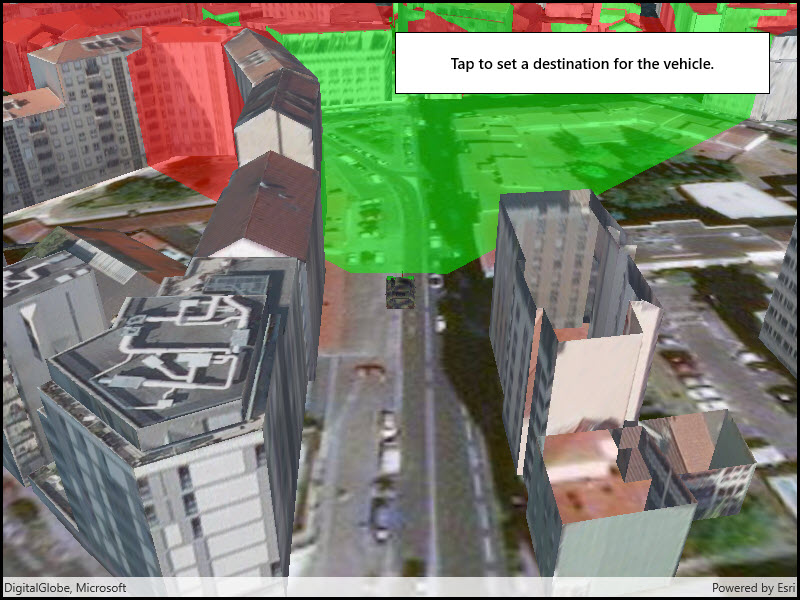 Tap to set a destination for the vehicle.
DigitalGlobe, Microsoft
Powered by Esri